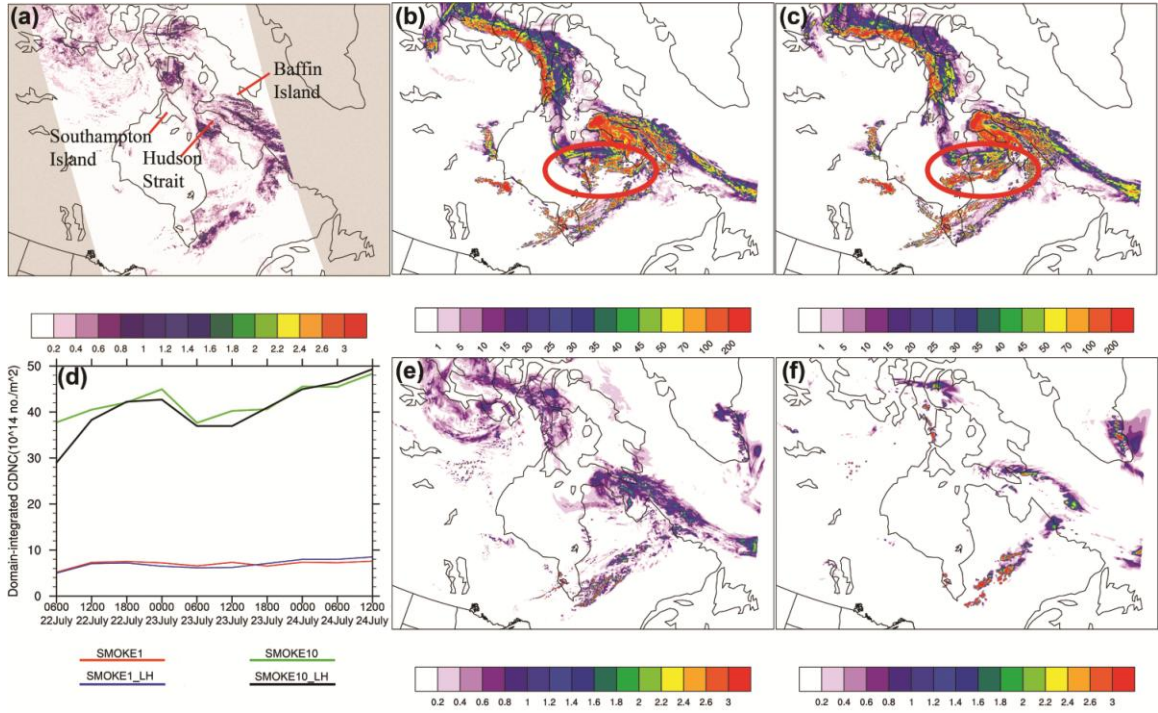 (a)
Baffin
Island
Southampton
Island
Hudson
Strait
(b)
(c)
0.2 0.4 0.6 0.8 1 1.2 1.4 1.6 1.8 2 2.2 2.4 2.6 3
1 5 10 15 20 25 30 35 40 45 50 70 100 200
1 5 10 15 20 25 30 35 40 45 50 70 100 200
(d)
Domain-integrated CDNC(10^14 no./m^2)
50
40
30
20
10
0
0600 1200 1800 0000 0600 1200 1800 0000 0600 1200
22July 22July 22July 23July 23July 23July 23July 24July 24July 24July
SMOKE1 SMOKE10
SMOKE1_LH SMOKE10_LH
(e)
(f)
0.2 0.4 0.6 0.8 1 1.2 1.4 1.6 1.8 2 2.2 2.4 2.6 3
0.2 0.4 0.6 0.8 1 1.2 1.4 1.6 1.8 2 2.2 2.4 2.6 3